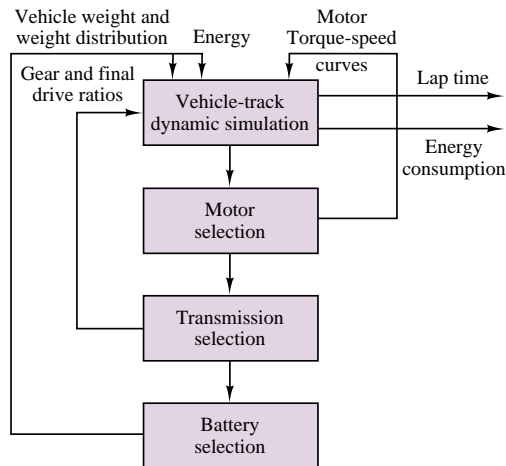 Vehicle weight and
weight distribution
Energy
Motor
Torque-speed
curves
Gear and final
drive ratios
Vehicle-track
dynamic simulation
Lap time
Energy
consumption
Motor
selection
Transmission
selection
Battery
selection